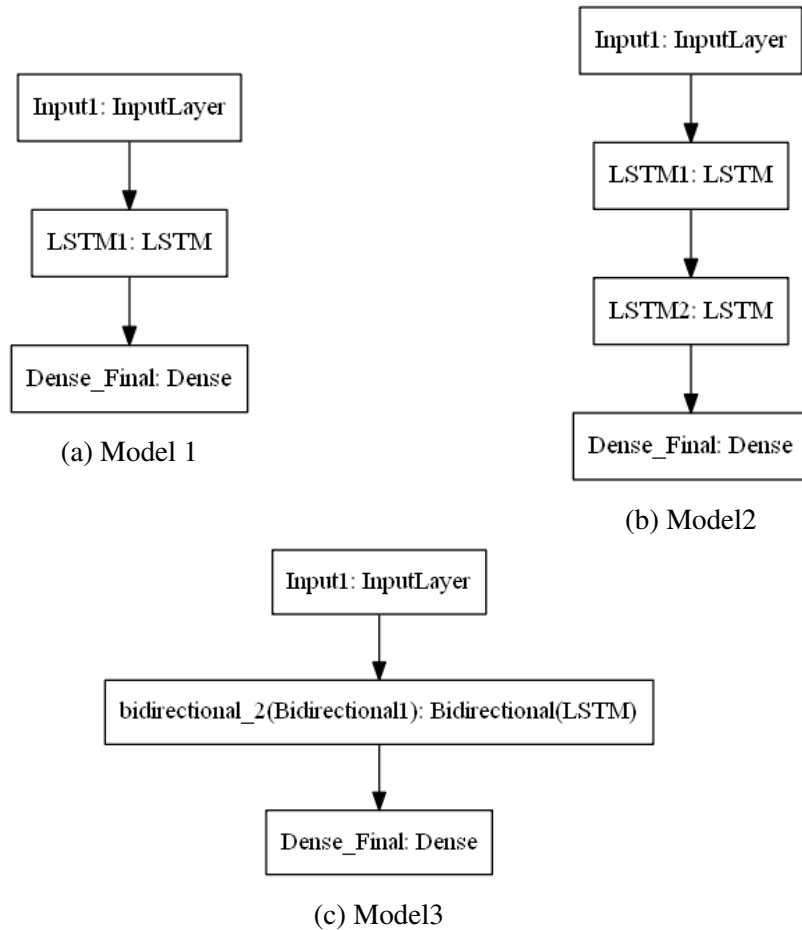 Input1: InputLayer
LSTM1: LSTM
Dense_Final: Dense
(a) Model 1
Input1: InputLayer
LSTM1: LSTM
LSTM2: LSTM
Dense_Final: Dense
(b) Model2
Input1: InputLayer
bidirectional_2(Bidirectional1): Bidirectional(LSTM)
Dense_Final: Dense
(c) Model3